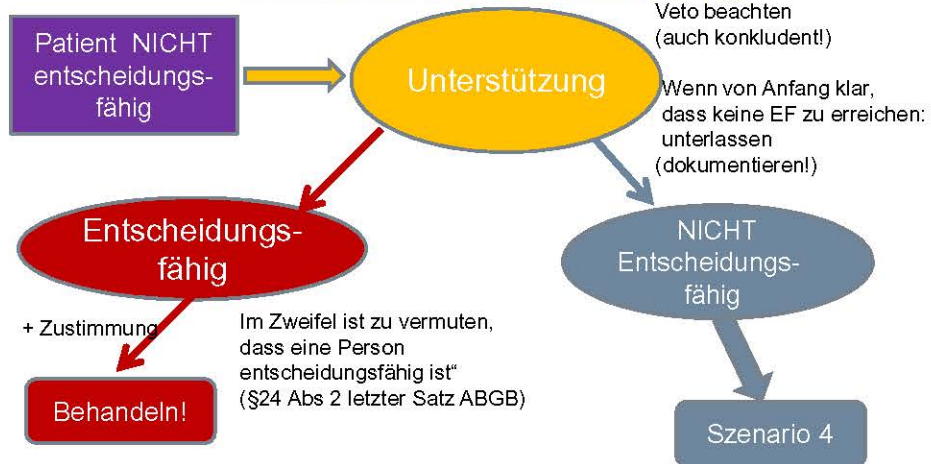 Patient NICHT
entscheidungs-
fähig
Unterstützung
Veto beachten
(auch konkludent!)
Wenn von Anfang klar,
dass keine EF zu erreichen:
unterlassen
(dokumentieren!)
Entscheidungs-
fähig
NICHT
Entscheidungs-
fähig
+ Zustimmung
Im Zweifel ist zu vermuten,
dass eine Person
entscheidungsfähig ist“
(§24 Abs 2 letzter Satz ABGB)
Behandeln!
Szenario 4